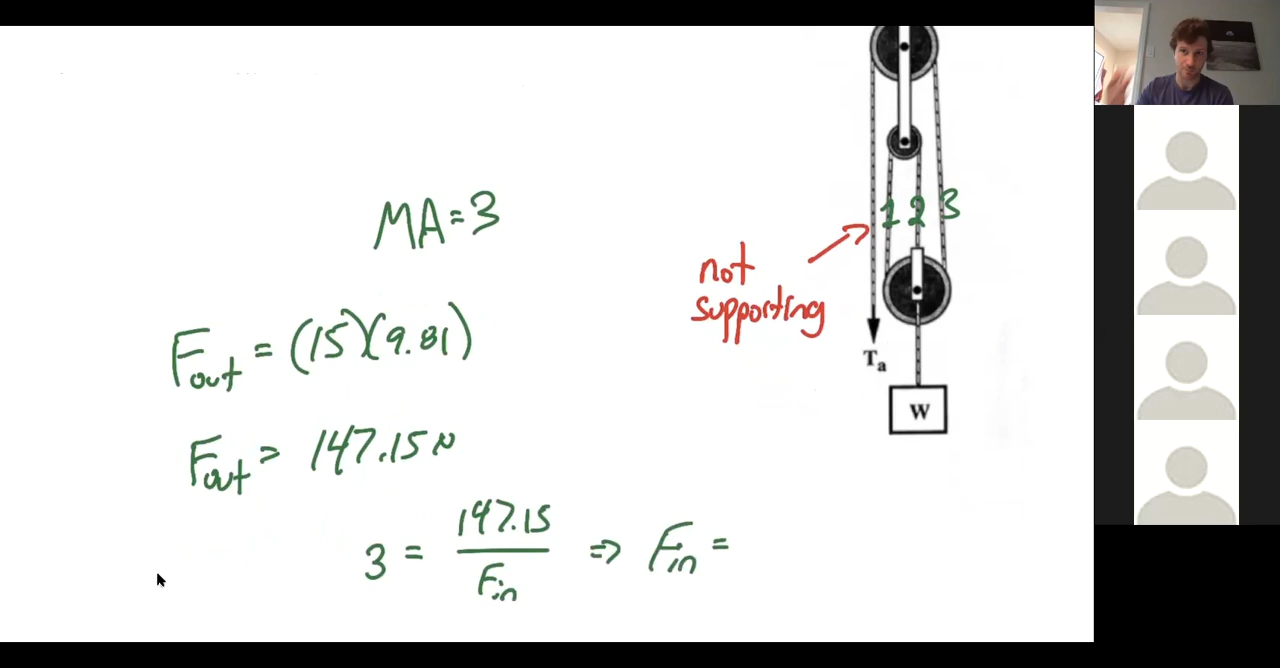 MA=3
1 2 3
not
supporting
F_out = (15)(9.81)
T_a
W
F_out = 147.15 N
3 = 147.15 / F_in ⇒ F_in =